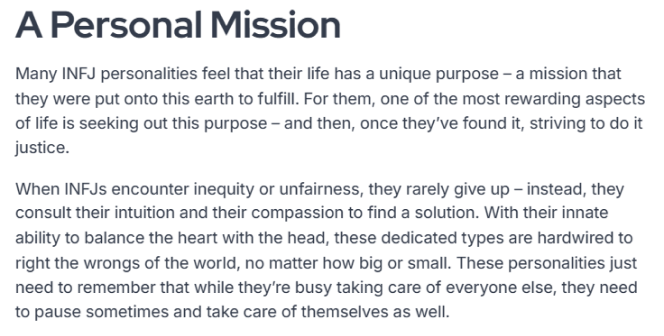 A Personal Mission
Many INFJ personalities feel that their life has a unique purpose – a mission that
they were put onto this earth to fulfill. For them, one of the most rewarding aspects
of life is seeking out this purpose – and then, once they’ve found it, striving to do it
justice.
When INFJs encounter inequity or unfairness, they rarely give up – instead, they
consult their intuition and their compassion to find a solution. With their innate
ability to balance the heart with the head, these dedicated types are hardwired to
right the wrongs of the world, no matter how big or small. These personalities just
need to remember that while they’re busy taking care of everyone else, they need
to pause sometimes and take care of themselves as well.